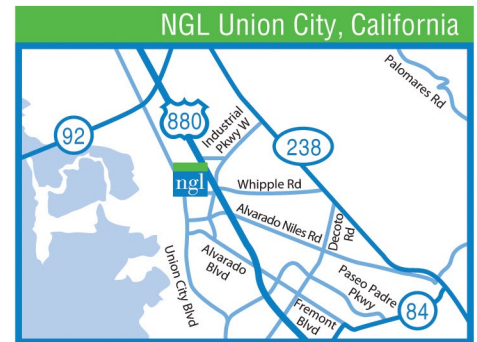 NGL Union City, California
Palomares Rd
880
Industrial
Pkwy W
92
238
ngl
Whipple Rd
Alvarado Niles Rd
Decoto
Rd
Union City Blvd
Alvarado
Blvd
Paseo Padre
Pkwy
Fremont
Blvd
84